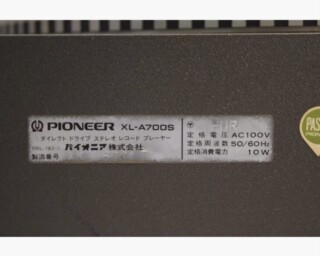 PIONEER XL-A700S
ダイレクト ドライブ ステレオ レコード プレーヤー
パイオニア株式会社
製造番号
定格電圧 AC100V
定格周波数 50/60Hz
定格消費電力 10W
PAS